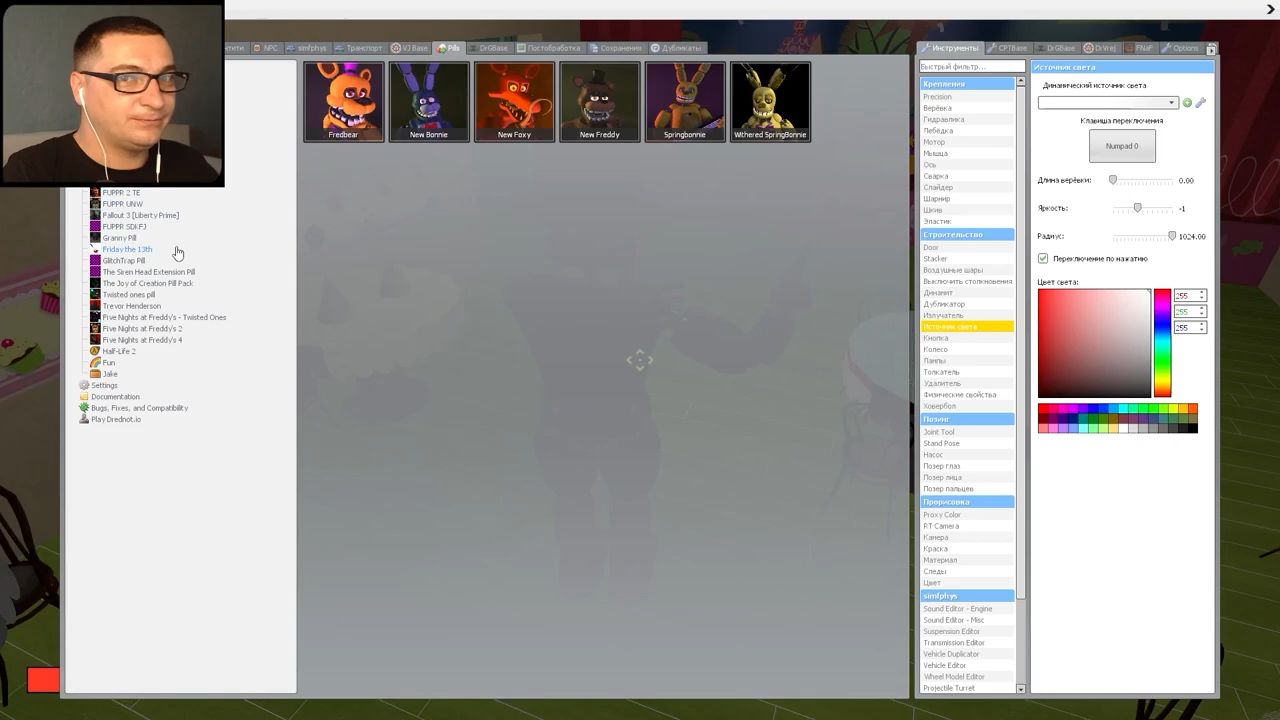 NPC
simfphys
Транспорт
VJ Base
Pills
DrGBase
Постобработка
Сохранения
Дубликаты
Fredbear
New Bonnie
New Foxy
New Freddy
Springbonnie
Withered SpringBonnie
FUPPR 2 TE
FUPPR UNW
Fallout 3 [Liberty Prime]
FUPPR SDLFJ
Granny Pill
Friday the 13th
GlitchTrap Pill
The Siren Head Extension Pill
The Joy of Creation Pill Pack
Twisted ones pill
Trevor Henderson
Five Nights at Freddy's - Twisted Ones
Five Nights at Freddy's 2
Five Nights at Freddy's 4
Half-Life 2
Fun
Jake
Settings
Documentation
Bugs, Fixes, and Compatibility
Play Drednot.io
Инструменты
CPTBase
DrGBase
DrVrej
FNaF
Options
Быстрый фильтр...
Крепления
Precision
Верёвка
Гидравлика
Лебёдка
Мотор
Мышца
Ось
Сварка
Слайдер
Шарнир
Шкив
Эластик
Строительство
Door
Stacker
Воздушные шары
Выключить столкновения
Динамит
Дубликатор
Излучатель
Источник света
Кнопка
Колесо
Лампы
Толкатель
Удалитель
Физические свойства
Ховербол
Позинг
Joint Tool
Stand Pose
Насос
Позер глаз
Позер лица
Позер пальцев
Прорисовка
Proxy Color
RT Camera
Камера
Краска
Материал
Следы
Цвет
simfphys
Sound Editor - Engine
Sound Editor - Misc
Suspension Editor
Transmission Editor
Vehicle Duplicator
Vehicle Editor
Wheel Model Editor
Projectile Turret
Источник света
Динамический источник света
Клавиша переключения
Numpad 0
Длина верёвки: 0.00
Яркость: -1
Радиус: 1024.00
Переключение по нажатию
Цвет света:
255
255
255